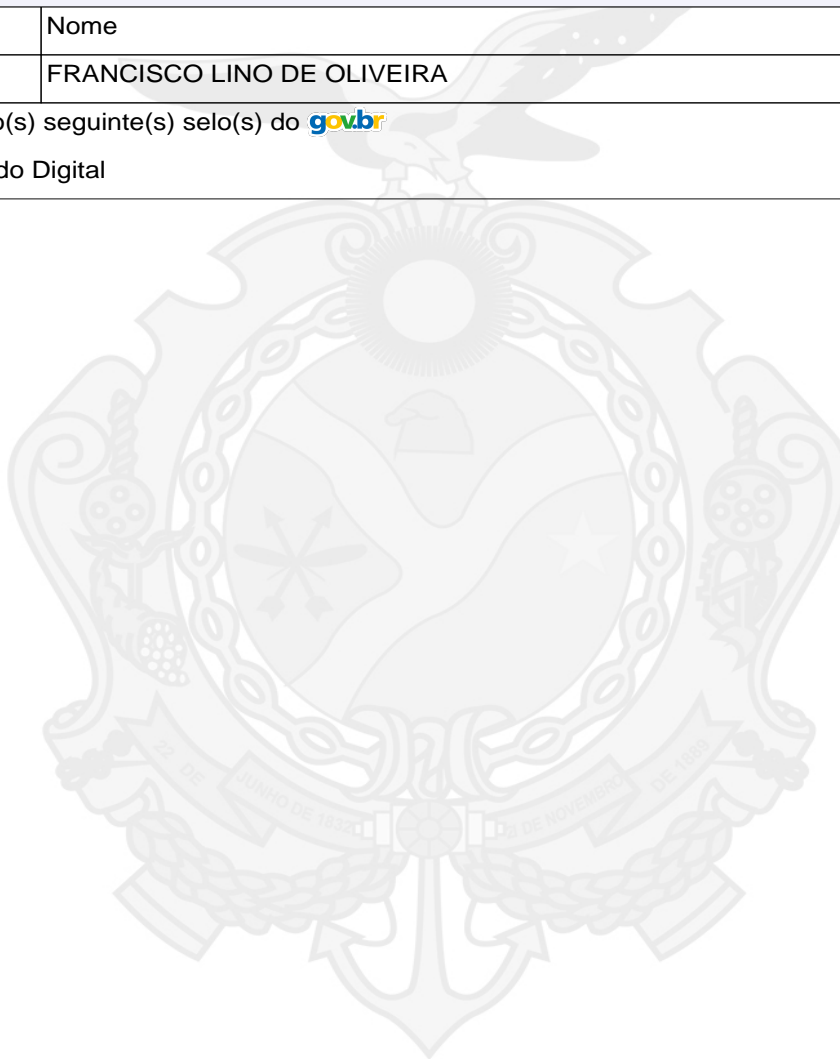 Nome
FRANCISCO LINO DE OLIVEIRA
o(s) seguinte(s) selo(s) do gov.br
do Digital
22 DE
JUNHO DE 1832
DE NOVEMBRO
DE 1889